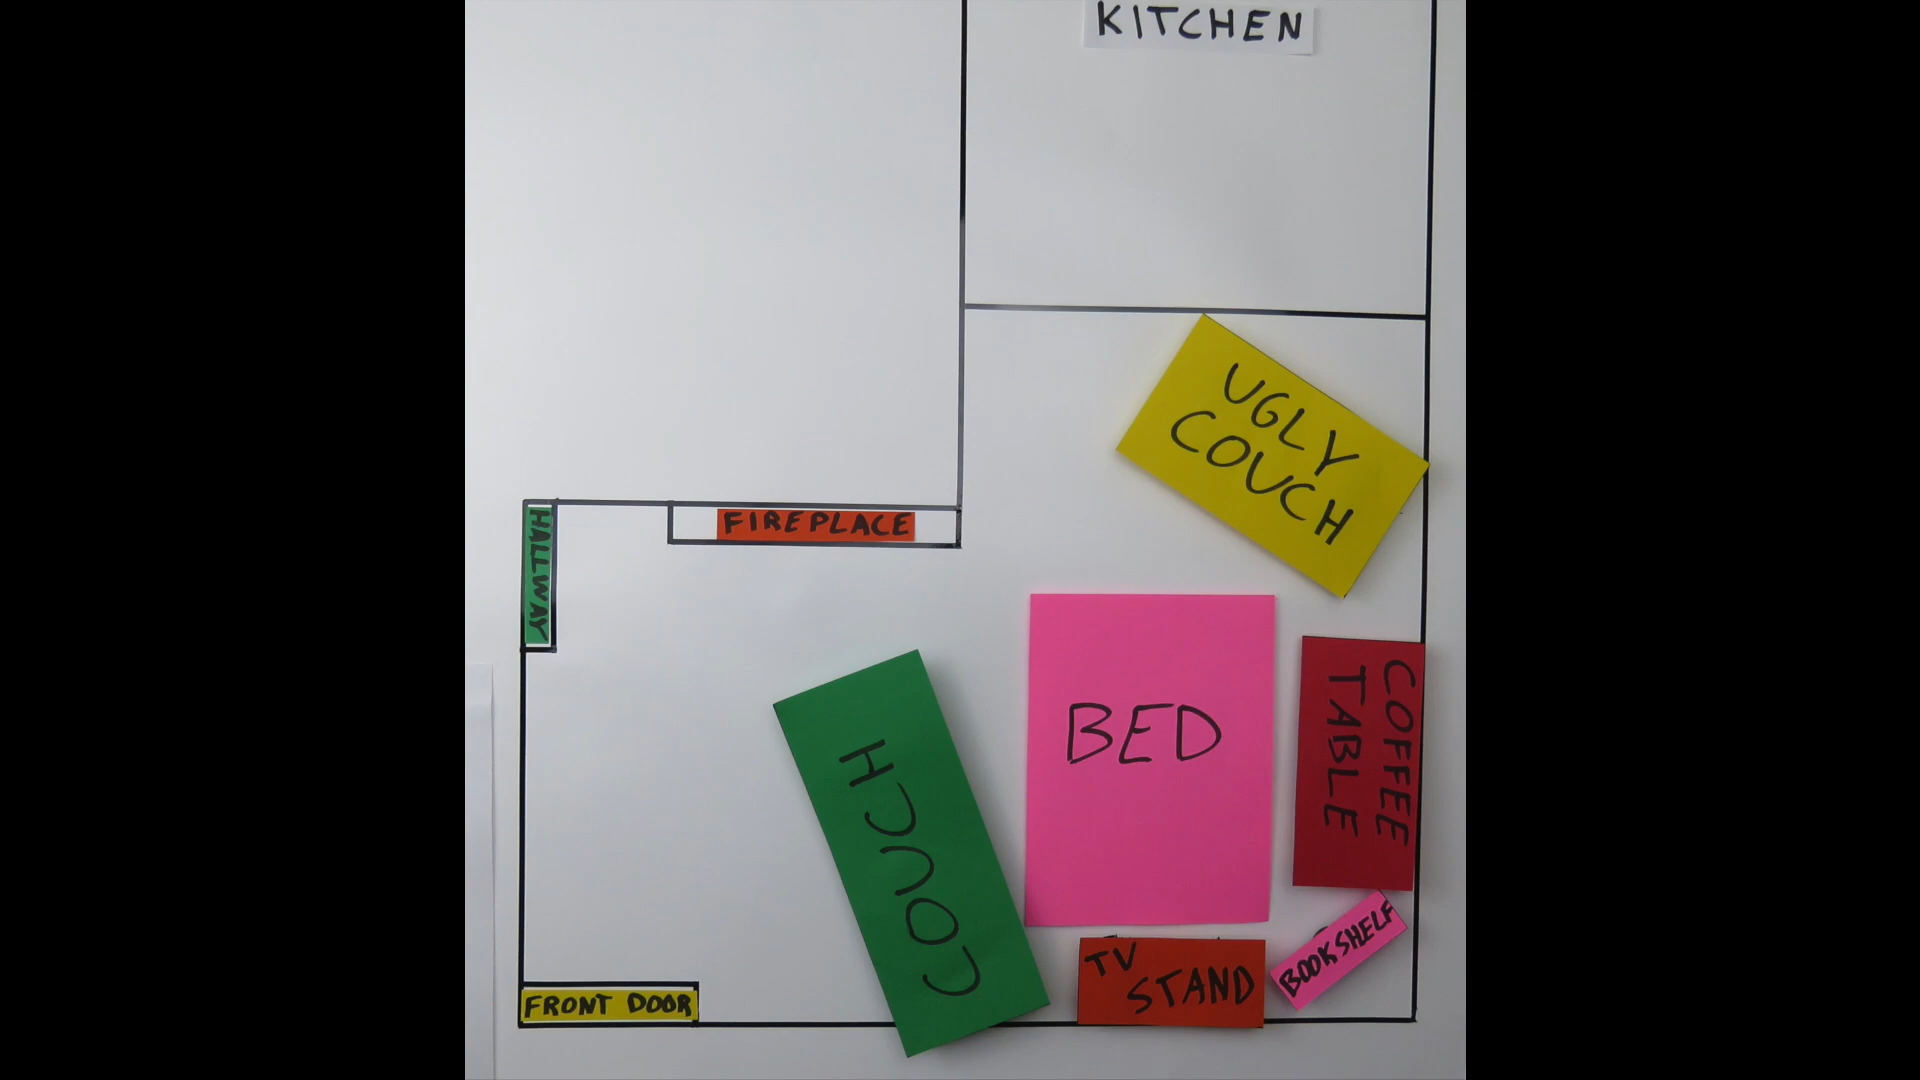 KITCHEN
UGLY
COUCH
FIREPLACE
HALLWAY
BED
COFFEE
TABLE
COUCH
BOOKSHELF
TV
STAND
FRONT DOOR